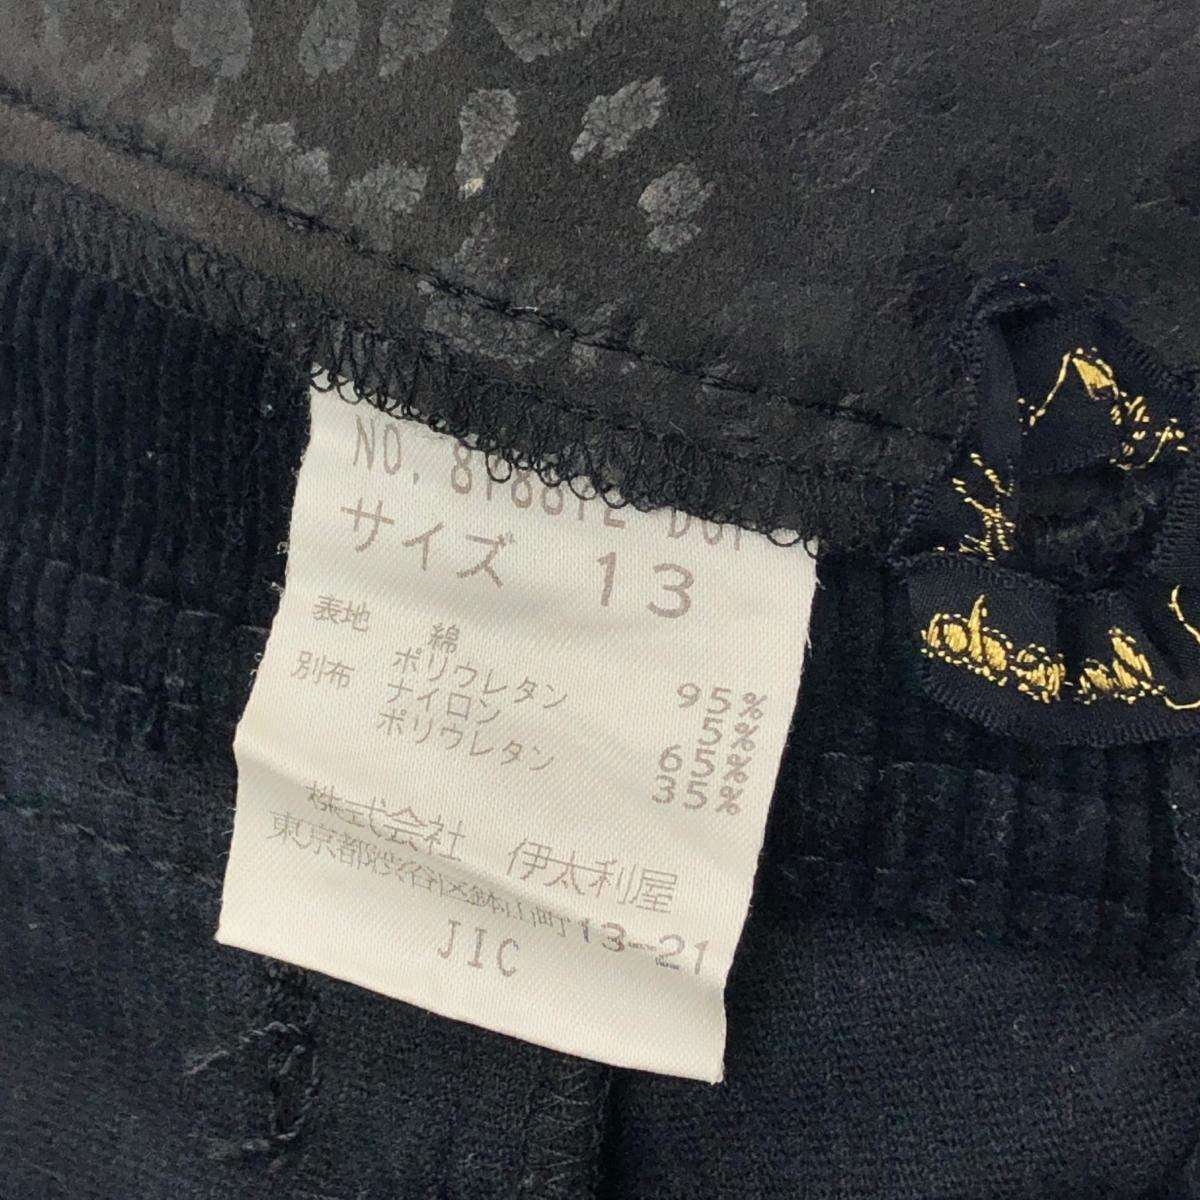 NO.
サイズ 13
表地 綿 95%
ポリウレタン 5%
別布 ナイロン 65%
ポリウレタン 35%
株式会社 伊太利屋
東京都渋谷区鉢山町13-21
JIC